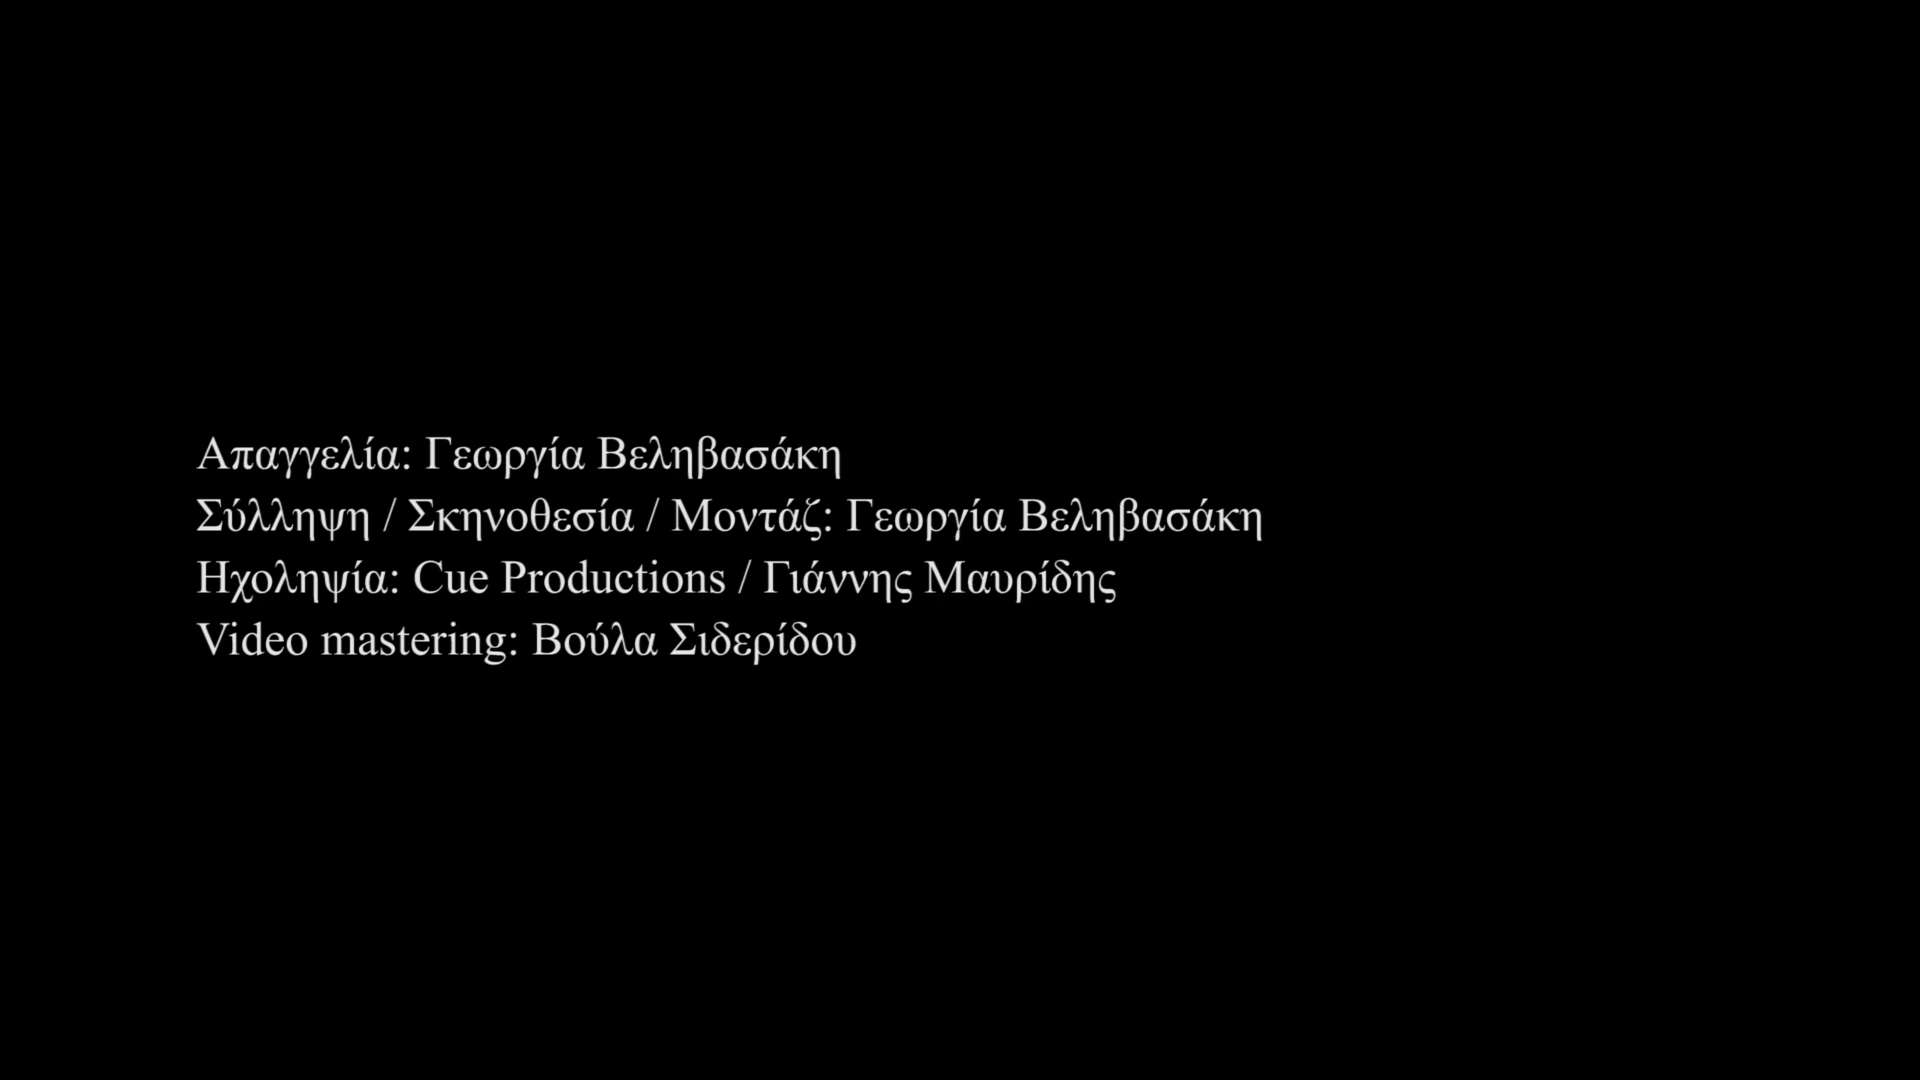 Απαγγελία: Γεωργία Βεληβασάκη
Σύλληψη / Σκηνοθεσία / Μοντάζ: Γεωργία Βεληβασάκη
Ηχοληψία: Cue Productions / Γιάννης Μαυρίδης
Video mastering: Βούλα Σιδερίδου